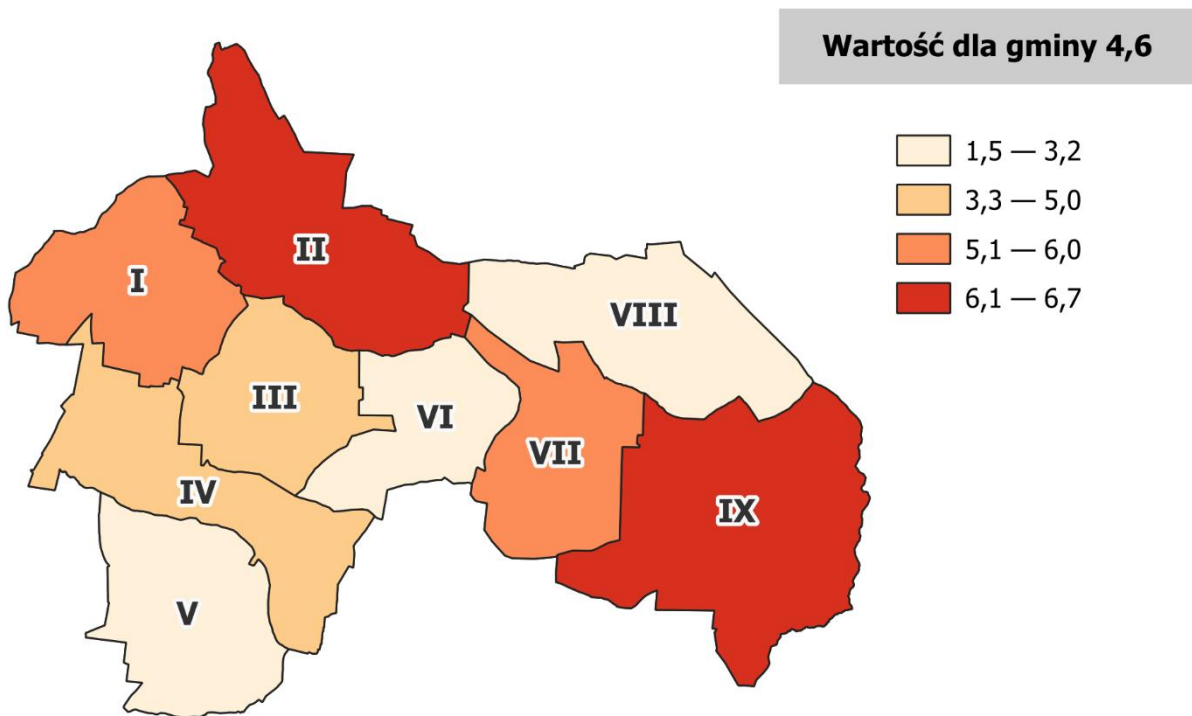 Wartość dla gminy 4,6
1,5 — 3,2
3,3 — 5,0
5,1 — 6,0
6,1 — 6,7
II
I
VIII
III
VI
VII
IV
IX
V